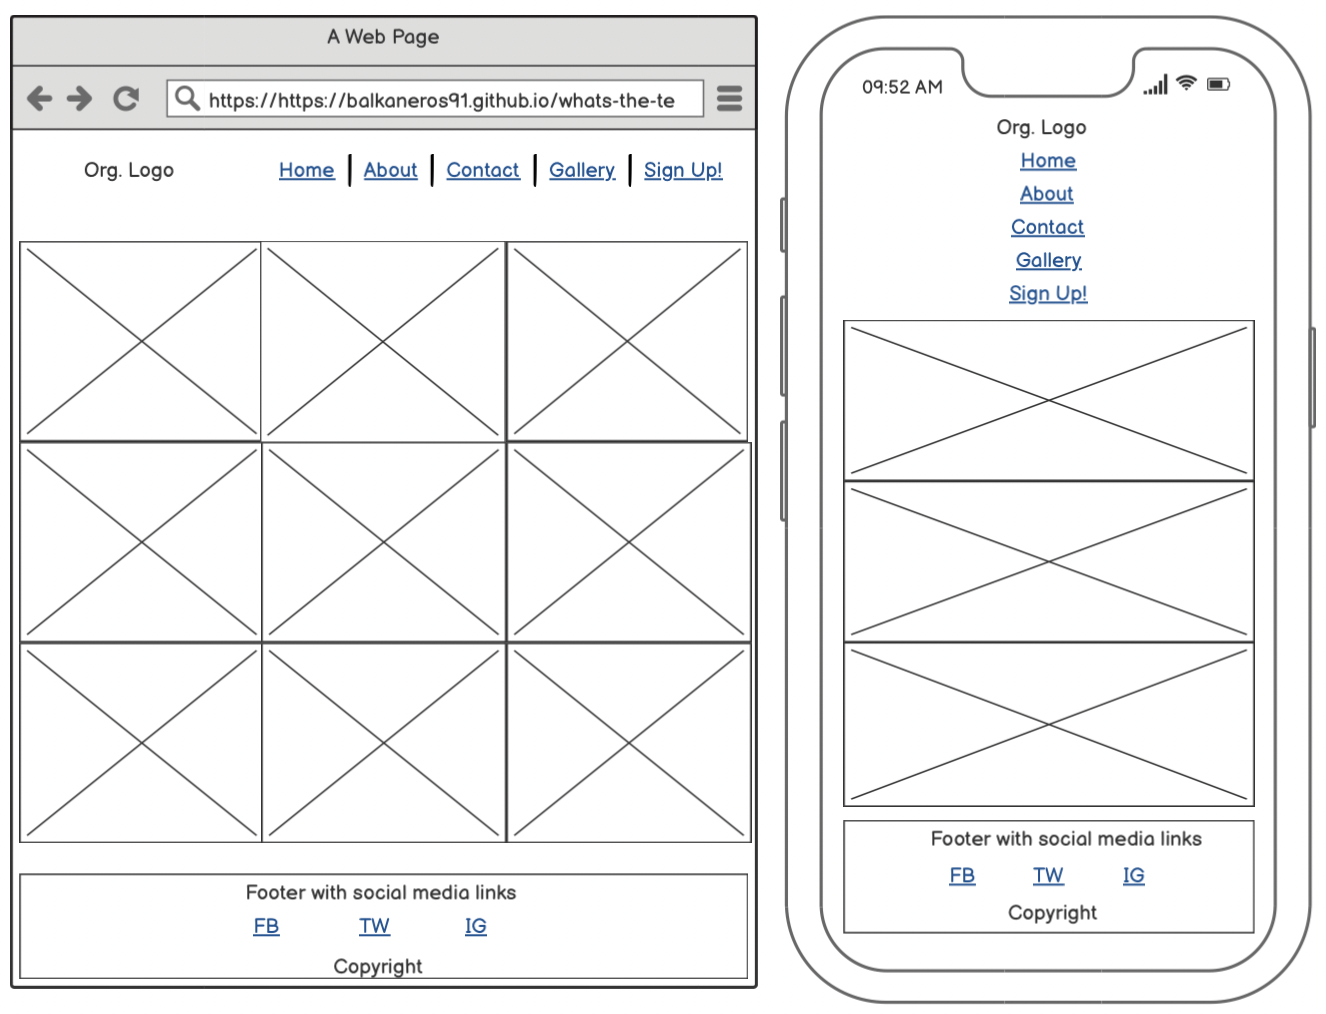 A Web Page
https://https://balkaneros91.github.io/whats-the-te
Org. Logo Home About Contact Gallery Sign Up!
Footer with social media links
FB TW IG
Copyright
09:52 AM
Org. Logo
Home
About
Contact
Gallery
Sign Up!
Footer with social media links
FB TW IG
Copyright